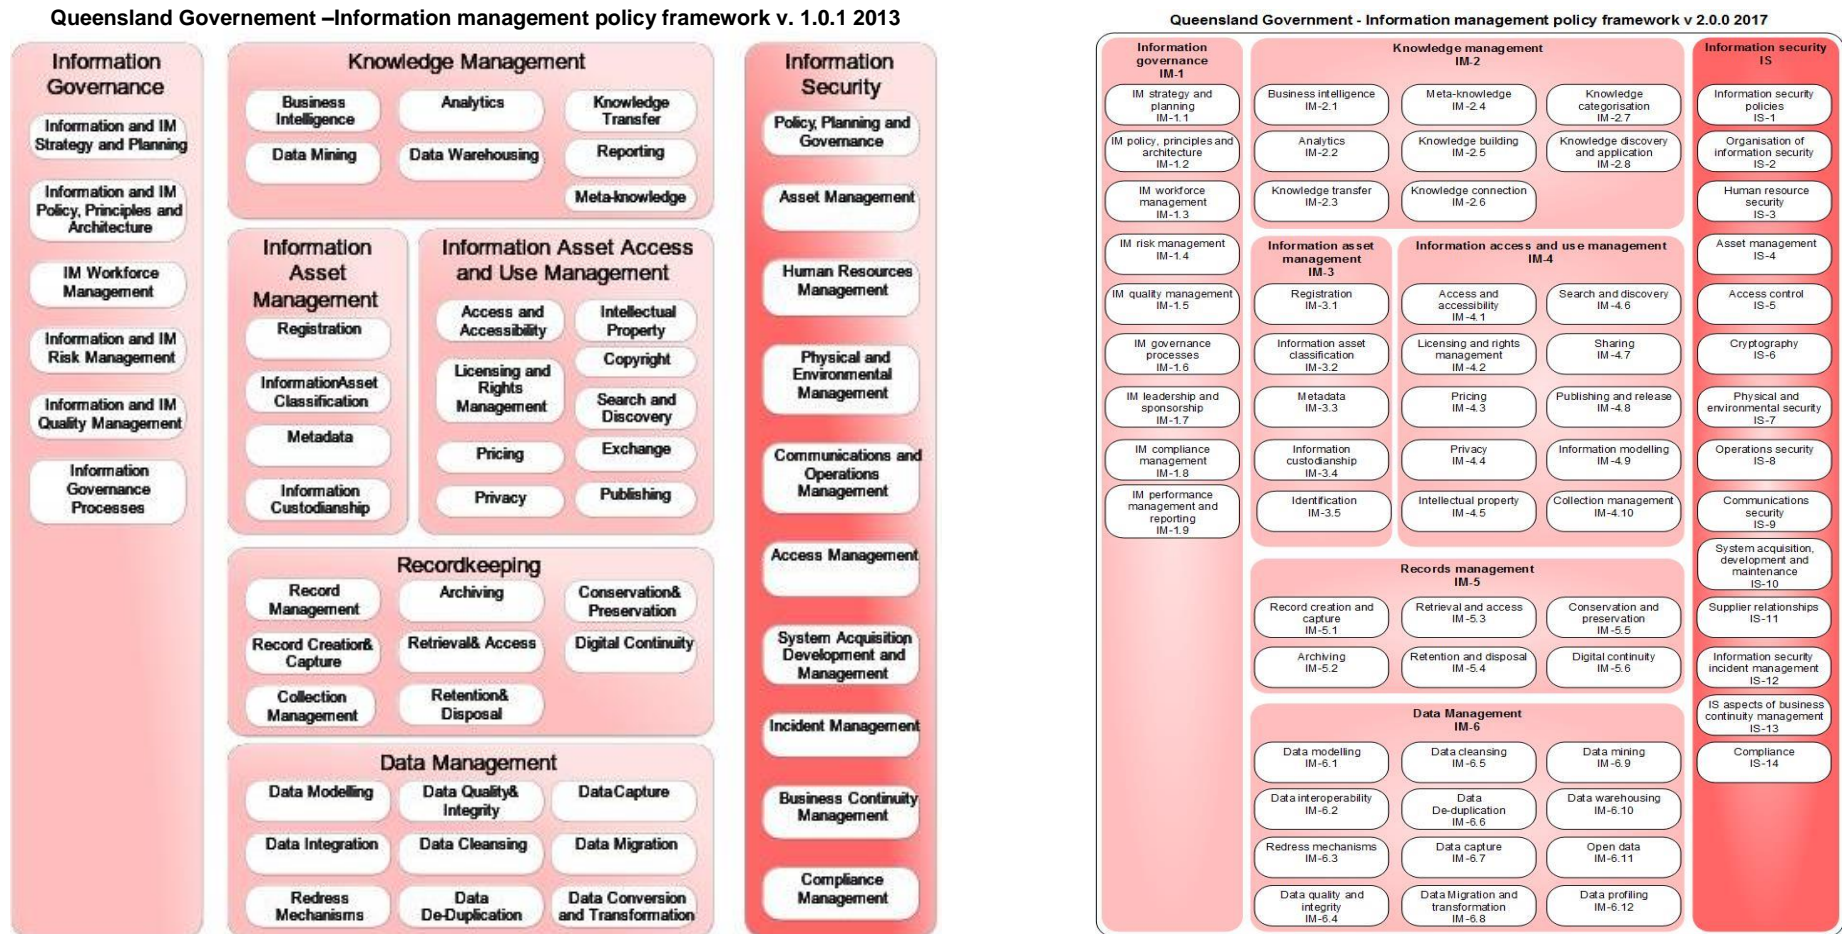 Queensland Governement –Information management policy framework v. 1.0.1 2013
Information
Governance
Information and IM
Strategy and Planning
Information and IM
Policy, Principles and
Architecture
IM Workforce
Management
Information and IM
Risk Management
Information and IM
Quality Management
Information
Governance
Processes
Knowledge Management
Business
Intelligence
Analytics
Knowledge
Transfer
Data Mining
Data Warehousing
Reporting
Meta-knowledge
Information
Asset
Management
Registration
InformationAsset
Classification
Metadata
Information
Custodianship
Information Asset Access
and Use Management
Access and
Accessibility
Intellectual
Property
Licensing and
Rights
Management
Copyright
Search and
Discovery
Pricing
Exchange
Privacy
Publishing
Recordkeeping
Record
Management
Archiving
Conservation&
Preservation
Record Creation&
Capture
Retrieval& Access
Digital Continuity
Collection
Management
Retention&
Disposal
Data Management
Data Modelling
Data Quality&
Integrity
DataCapture
Data Integration
Data Cleansing
Data Migration
Redress
Mechanisms
Data
De-Duplication
Data Conversion
and Transformation
Information
Security
Policy, Planning and
Governance
Asset Management
Human Resources
Management
Physical and
Environmental
Management
Communications and
Operations
Management
Access Management
System Acquisition
Development and
Management
Incident Management
Business Continuity
Management
Compliance
Management
Queensland Government - Information management policy framework v 2.0.0 2017
Information
governance
IM-1
IM strategy and
planning
IM-1.1
IM policy, principles and
architecture
IM-1.2
IM workforce
management
IM-1.3
IM risk management
IM-1.4
IM quality management
IM-1.5
IM governance
processes
IM-1.6
IM leadership and
sponsorship
IM-1.7
IM compliance
management
IM-1.8
IM performance
management and
reporting
IM-1.9
Knowledge management
IM-2
Business intelligence
IM-2.1
Meta-knowledge
IM-2.4
Knowledge
categorisation
IM-2.7
Analytics
IM-2.2
Knowledge building
IM-2.5
Knowledge discovery
and application
IM-2.8
Knowledge transfer
IM-2.3
Knowledge connection
IM-2.6
Information asset
management
IM-3
Registration
IM-3.1
Information asset
classification
IM-3.2
Metadata
IM-3.3
Information
custodianship
IM-3.4
Identification
IM-3.5
Information access and use management
IM-4
Access and
accessibility
IM-4.1
Search and discovery
IM-4.6
Licensing and rights
management
IM-4.2
Sharing
IM-4.7
Pricing
IM-4.3
Publishing and release
IM-4.8
Privacy
IM-4.4
Information modelling
IM-4.9
Intellectual property
IM-4.5
Collection management
IM-4.10
Records management
IM-5
Record creation and
capture
IM-5.1
Retrieval and access
IM-5.3
Conservation and
preservation
IM-5.5
Archiving
IM-5.2
Retention and disposal
IM-5.4
Digital continuity
IM-5.6
Data Management
IM-6
Data modelling
IM-6.1
Data cleansing
IM-6.5
Data mining
IM-6.9
Data interoperability
IM-6.2
Data
De-duplication
IM-6.6
Data warehousing
IM-6.10
Redress mechanisms
IM-6.3
Data capture
IM-6.7
Open data
IM-6.11
Data quality and
integrity
IM-6.4
Data Migration and
transformation
IM-6.8
Data profiling
IM-6.12
Information security
IS
Information security
policies
IS-1
Organisation of
information security
IS-2
Human resource
security
IS-3
Asset management
IS-4
Access control
IS-5
Cryptography
IS-6
Physical and
environmental security
IS-7
Operations security
IS-8
Communications
security
IS-9
System acquisition,
development and
maintenance
IS-10
Supplier relationships
IS-11
Information security
incident management
IS-12
IS aspects of business
continuity management
IS-13
Compliance
IS-14